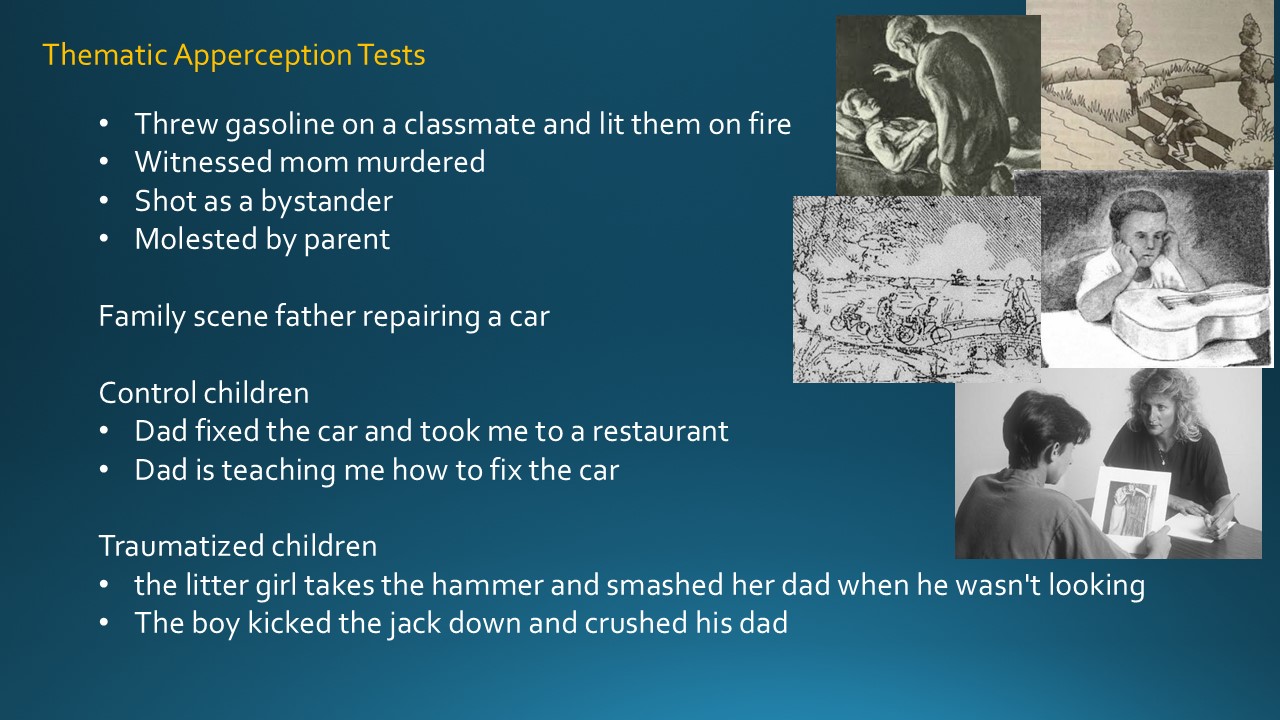 Thematic Apperception Tests
• Threw gasoline on a classmate and lit them on fire
• Witnessed mom murdered
• Shot as a bystander
• Molested by parent
Family scene father repairing a car
Control children
• Dad fixed the car and took me to a restaurant
• Dad is teaching me how to fix the car
Traumatized children
• the litter girl takes the hammer and smashed her dad when he wasn't looking
• The boy kicked the jack down and crushed his dad